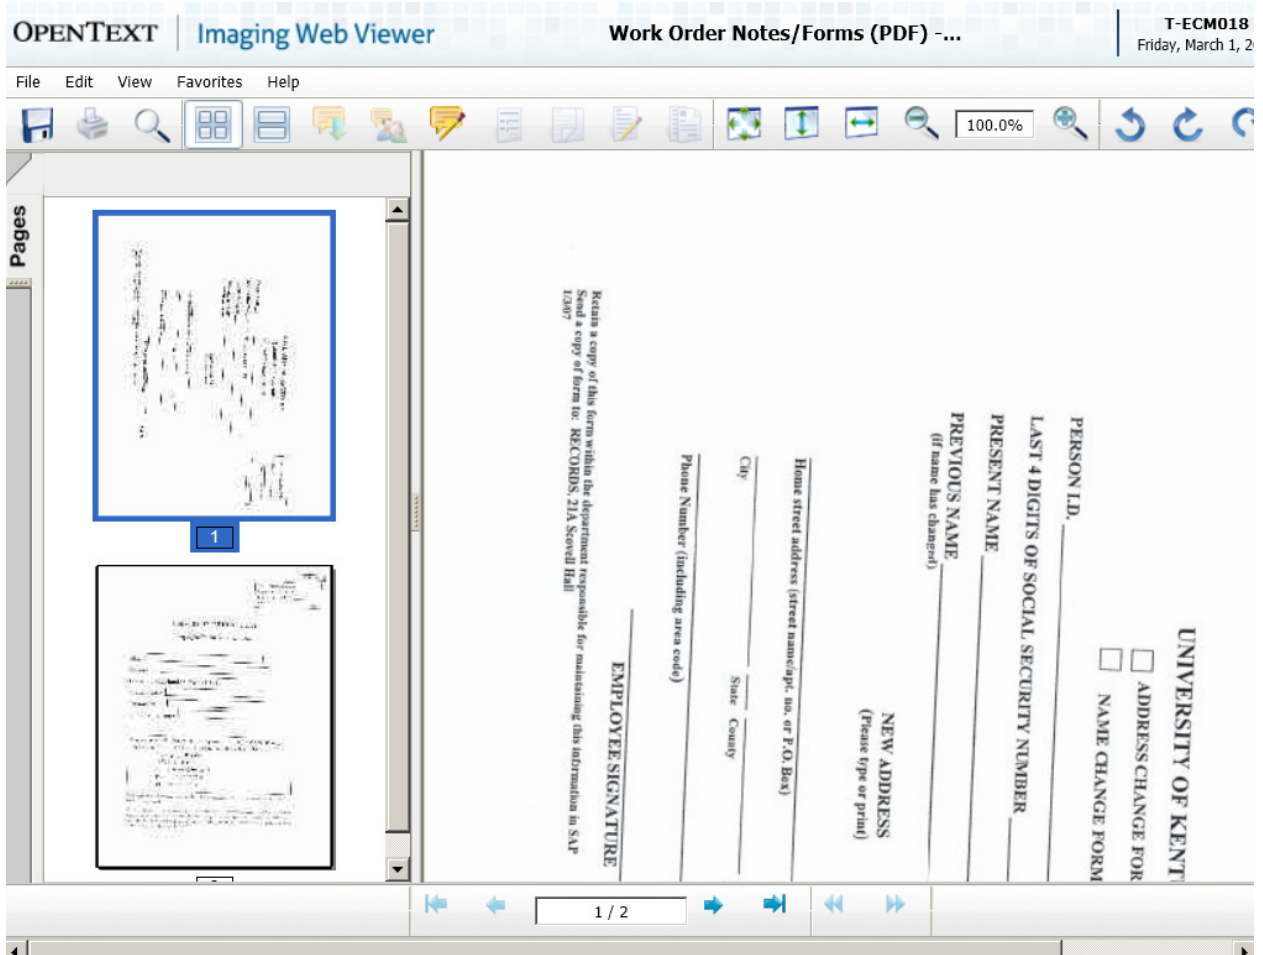 OPENTEXT
Imaging Web Viewer
Work Order Notes/Forms (PDF) -...
T-ECM018
Friday, March 1, 2
File Edit View Favorites Help
100.0%
Pages
1
UNIVERSITY OF KENT
ADDRESS CHANGE FOR
NAME CHANGE FORM
PERSON I.D.
LAST 4 DIGITS OF SOCIAL SECURITY NUMBER
PRESENT NAME
PREVIOUS NAME
(if name has changed)
NEW ADDRESS
(Please type or print)
Home street address (street name/apt. no. or P.O. Box)
City State County
Phone Number (including area code)
EMPLOYEE SIGNATURE
Retain a copy of this form within the department responsible for maintaining this information in SAP
Send a copy of form to: RECORDS, 21A Scovell Hall
1/3/07
1 / 2